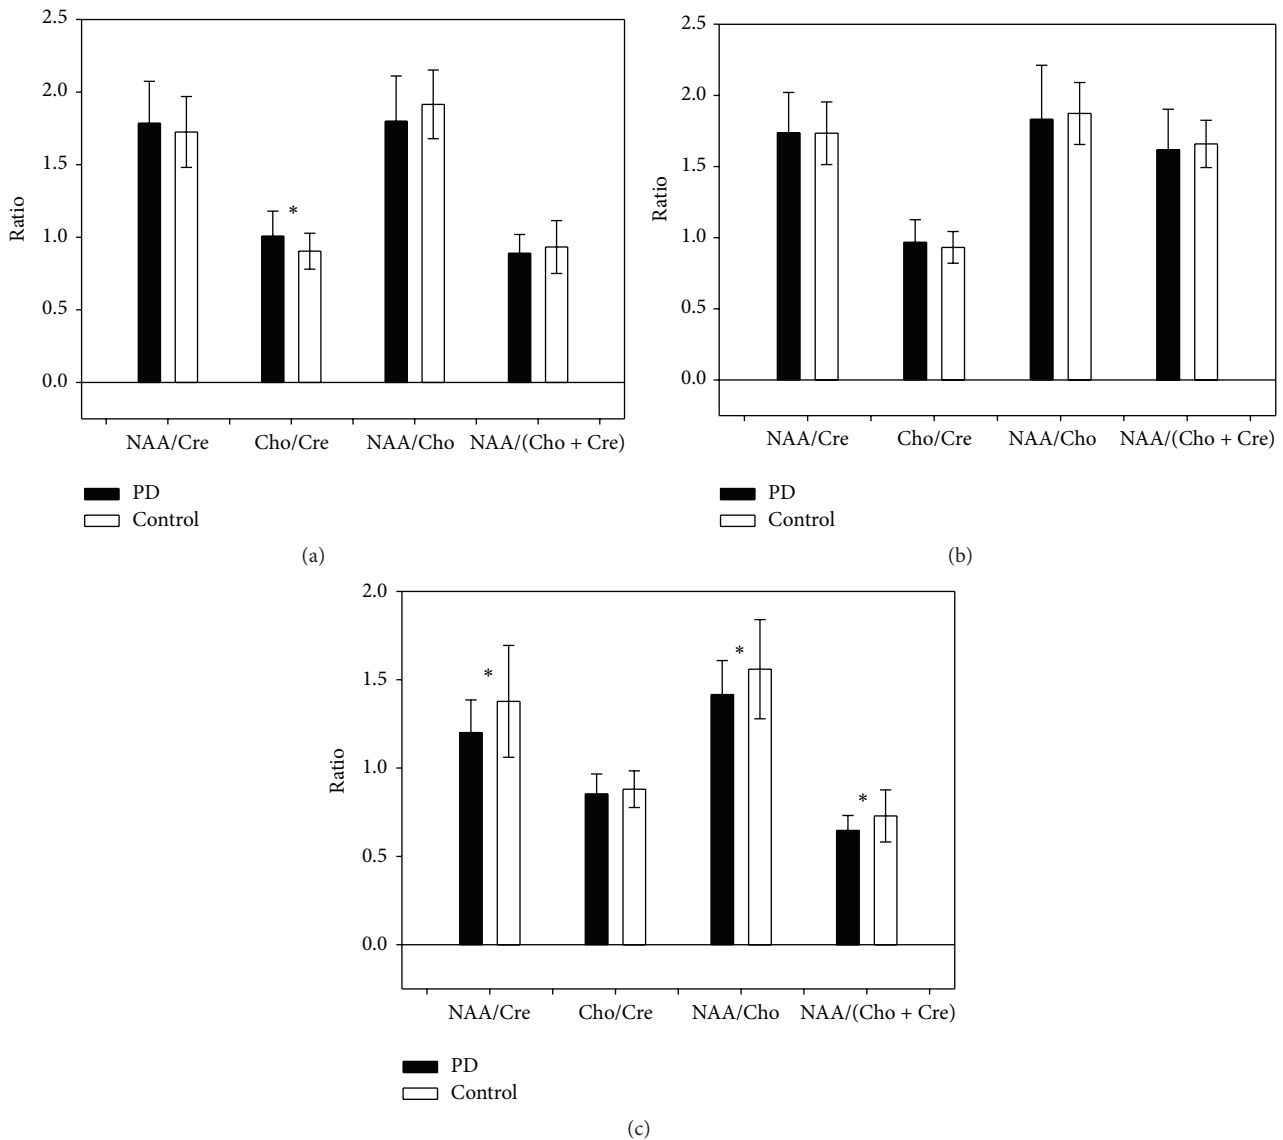 2.5
2.0
1.5
1.0
0.5
0.0
Ratio
*
NAA/Cre Cho/Cre NAA/Cho NAA/(Cho + Cre)
PD
Control
(a)
2.5
2.0
1.5
1.0
0.5
0.0
Ratio
NAA/Cre Cho/Cre NAA/Cho NAA/(Cho + Cre)
PD
Control
(b)
2.0
1.5
1.0
0.5
0.0
Ratio
*
*
*
NAA/Cre Cho/Cre NAA/Cho NAA/(Cho + Cre)
PD
Control
(c)